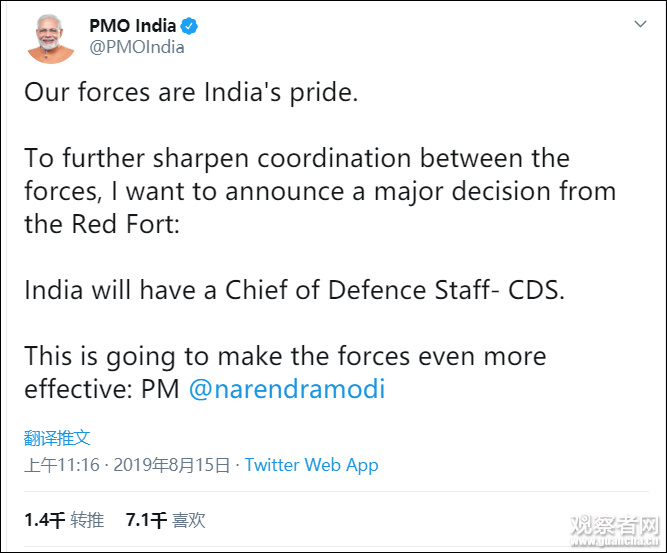 PMO India
@PMOIndia
Our forces are India's pride.
To further sharpen coordination between the
forces, I want to announce a major decision from
the Red Fort:
India will have a Chief of Defence Staff- CDS.
This is going to make the forces even more
effective: PM @narendramodi
翻译推文
上午11:16 · 2019年8月15日 · Twitter Web App
1.4千 转推 7.1千 喜欢
观察者网
www.guancha.cn